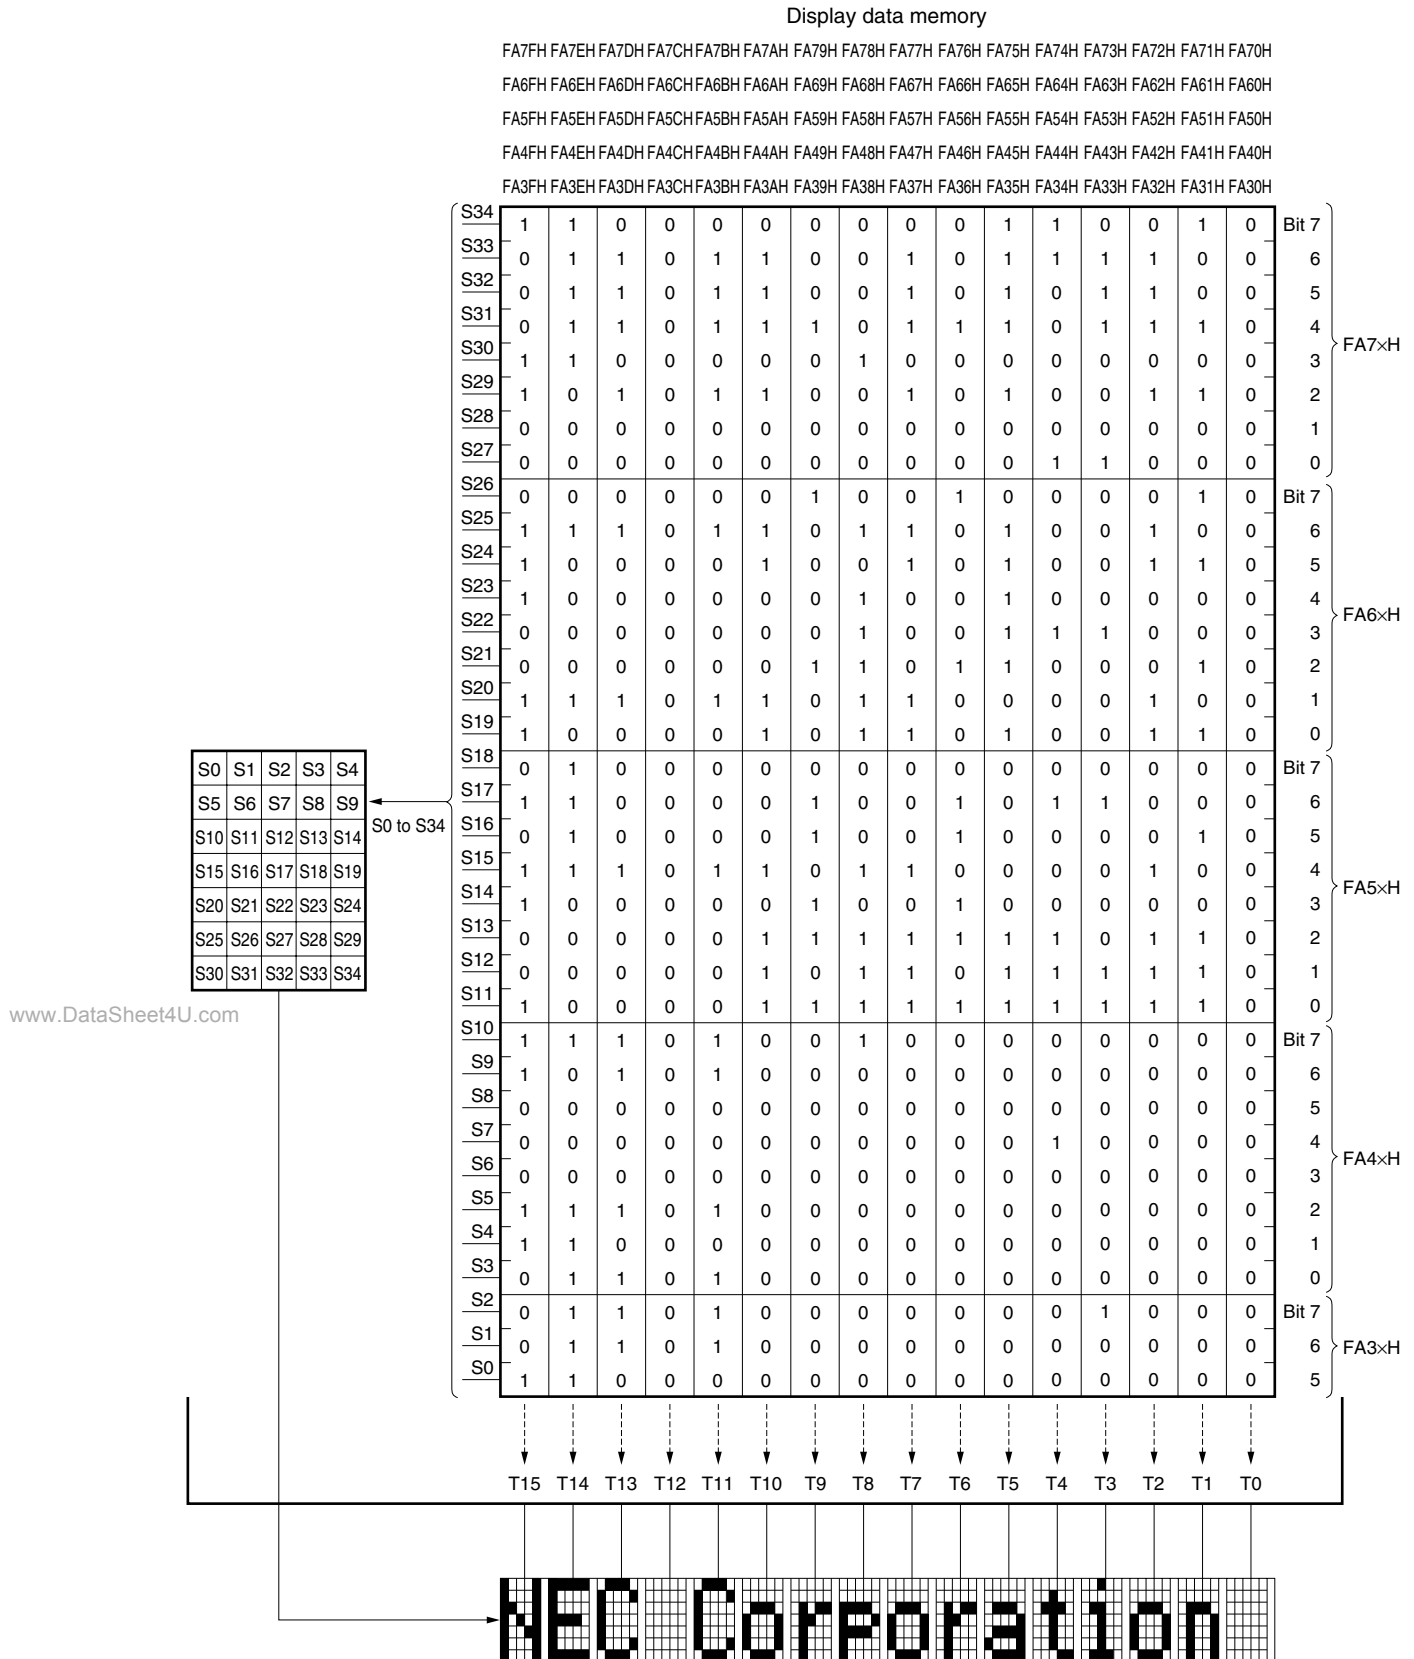 Display data memory
FA7FH FA7EH FA7DH FA7CH FA7BH FA7AH FA79H FA78H FA77H FA76H FA75H FA74H FA73H FA72H FA71H FA70H
FA6FH FA6EH FA6DH FA6CH FA6BH FA6AH FA69H FA68H FA67H FA66H FA65H FA64H FA63H FA62H FA61H FA60H
FA5FH FA5EH FA5DH FA5CH FA5BH FA5AH FA59H FA58H FA57H FA56H FA55H FA54H FA53H FA52H FA51H FA50H
FA4FH FA4EH FA4DH FA4CH FA4BH FA4AH FA49H FA48H FA47H FA46H FA45H FA44H FA43H FA42H FA41H FA40H
FA3FH FA3EH FA3DH FA3CH FA3BH FA3AH FA39H FA38H FA37H FA36H FA35H FA34H FA33H FA32H FA31H FA30H
S34 1 1 0 0 0 0 0 0 0 0 1 1 0 0 1 0 Bit 7
S33 0 1 1 0 1 1 0 0 1 0 1 1 1 1 0 0 6
S32 0 1 1 0 1 1 0 0 1 0 1 0 1 1 0 0 5
S31 0 1 1 0 1 1 1 0 1 1 1 0 1 1 1 0 4
FA7×H
S30 1 1 0 0 0 0 0 1 0 0 0 0 0 0 0 0 3
S29 1 0 1 0 1 1 0 0 1 0 1 0 0 1 1 0 2
S28 0 0 0 0 0 0 0 0 0 0 0 0 0 0 0 0 1
S27 0 0 0 0 0 0 0 0 0 0 0 1 1 0 0 0 0
S26 0 0 0 0 0 0 1 0 0 1 0 0 0 0 1 0 Bit 7
S25 1 1 1 0 1 1 0 1 1 0 1 0 0 1 0 0 6
S24 1 0 0 0 0 1 0 0 1 0 1 0 0 1 1 0 5
S23 1 0 0 0 0 0 0 1 0 0 1 0 0 0 0 0 4
FA6×H
S22 0 0 0 0 0 0 0 1 0 0 1 1 1 0 0 0 3
S21 0 0 0 0 0 0 1 1 0 1 1 0 0 0 1 0 2
S20 1 1 1 0 1 1 0 1 1 0 0 0 0 1 0 0 1
S19 1 0 0 0 0 1 0 1 1 0 1 0 0 1 1 0 0
S18 0 1 0 0 0 0 0 0 0 0 0 0 0 0 0 0 Bit 7
S17 1 1 0 0 0 0 1 0 0 1 0 1 1 0 0 0 6
S16 0 1 0 0 0 0 1 0 0 1 0 0 0 0 1 0 5
S15 1 1 1 0 1 1 0 1 1 0 0 0 0 1 0 0 4
FA5×H
S14 1 0 0 0 0 0 1 0 0 1 0 0 0 0 0 0 3
S13 0 0 0 0 0 1 1 1 1 1 1 1 0 1 1 0 2
S12 0 0 0 0 0 1 0 1 1 0 1 1 1 1 1 0 1
S11 1 0 0 0 0 1 1 1 1 1 1 1 1 1 1 0 0
S10 1 1 1 0 1 0 0 1 0 0 0 0 0 0 0 0 Bit 7
S9 1 0 1 0 1 0 0 0 0 0 0 0 0 0 0 0 6
S8 0 0 0 0 0 0 0 0 0 0 0 0 0 0 0 0 5
S7 0 0 0 0 0 0 0 0 0 0 0 1 0 0 0 0 4
FA4×H
S6 0 0 0 0 0 0 0 0 0 0 0 0 0 0 0 0 3
S5 1 1 1 0 1 0 0 0 0 0 0 0 0 0 0 0 2
S4 1 1 0 0 0 0 0 0 0 0 0 0 0 0 0 0 1
S3 0 1 1 0 1 0 0 0 0 0 0 0 0 0 0 0 0
S2 0 1 1 0 1 0 0 0 0 0 0 0 1 0 0 0 Bit 7
S1 0 1 1 0 1 0 0 0 0 0 0 0 0 0 0 0 6 FA3×H
S0 1 1 0 0 0 0 0 0 0 0 0 0 0 0 0 0 5
S0 S1 S2 S3 S4
S5 S6 S7 S8 S9
S10 S11 S12 S13 S14
S15 S16 S17 S18 S19
S20 S21 S22 S23 S24
S25 S26 S27 S28 S29
S30 S31 S32 S33 S34
S0 to S34
www.DataSheet4U.com
T15 T14 T13 T12 T11 T10 T9 T8 T7 T6 T5 T4 T3 T2 T1 T0
NEC Corporation